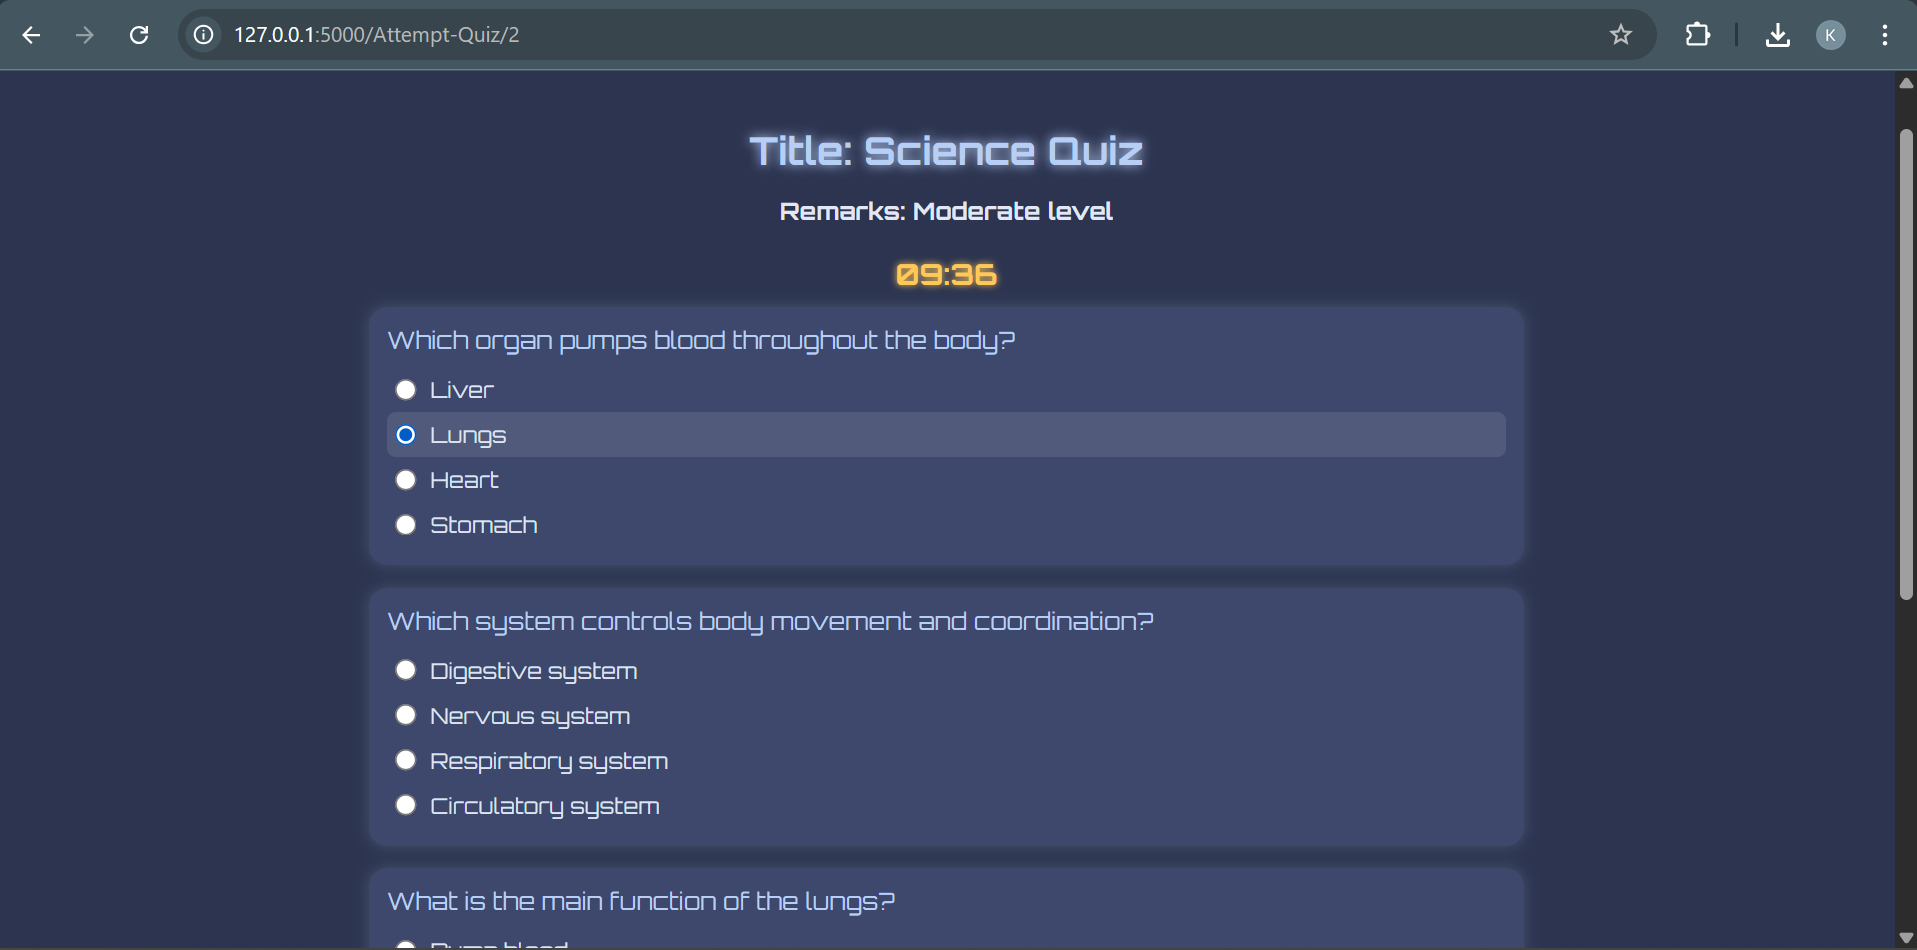 127.0.0.1:5000/Attempt-Quiz/2
K
Title: Science Quiz
Remarks: Moderate level
09:36
Which organ pumps blood throughout the body?
Liver
Lungs
Heart
Stomach
Which system controls body movement and coordination?
Digestive system
Nervous system
Respiratory system
Circulatory system
What is the main function of the lungs?
Pump blood